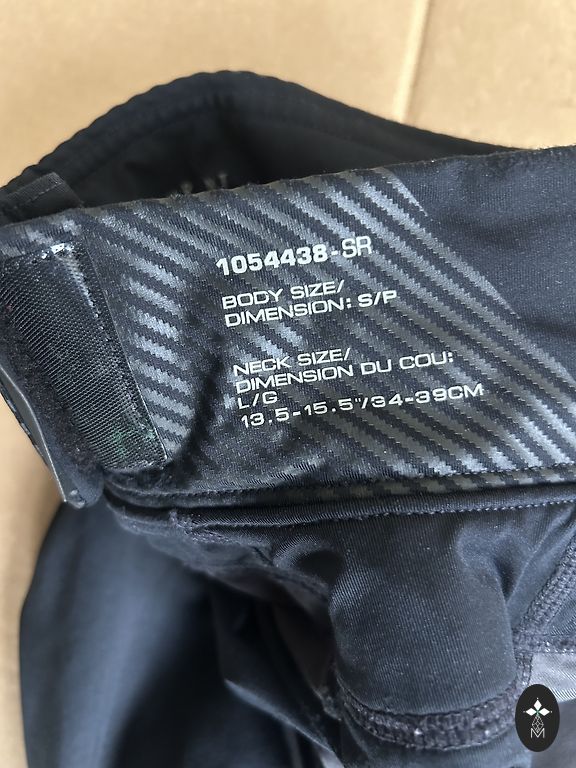 1054438-SR
BODY SIZE/
DIMENSION: S/P
NECK SIZE/
DIMENSION DU COU:
L/G
13.5-15.5"/34-39CM